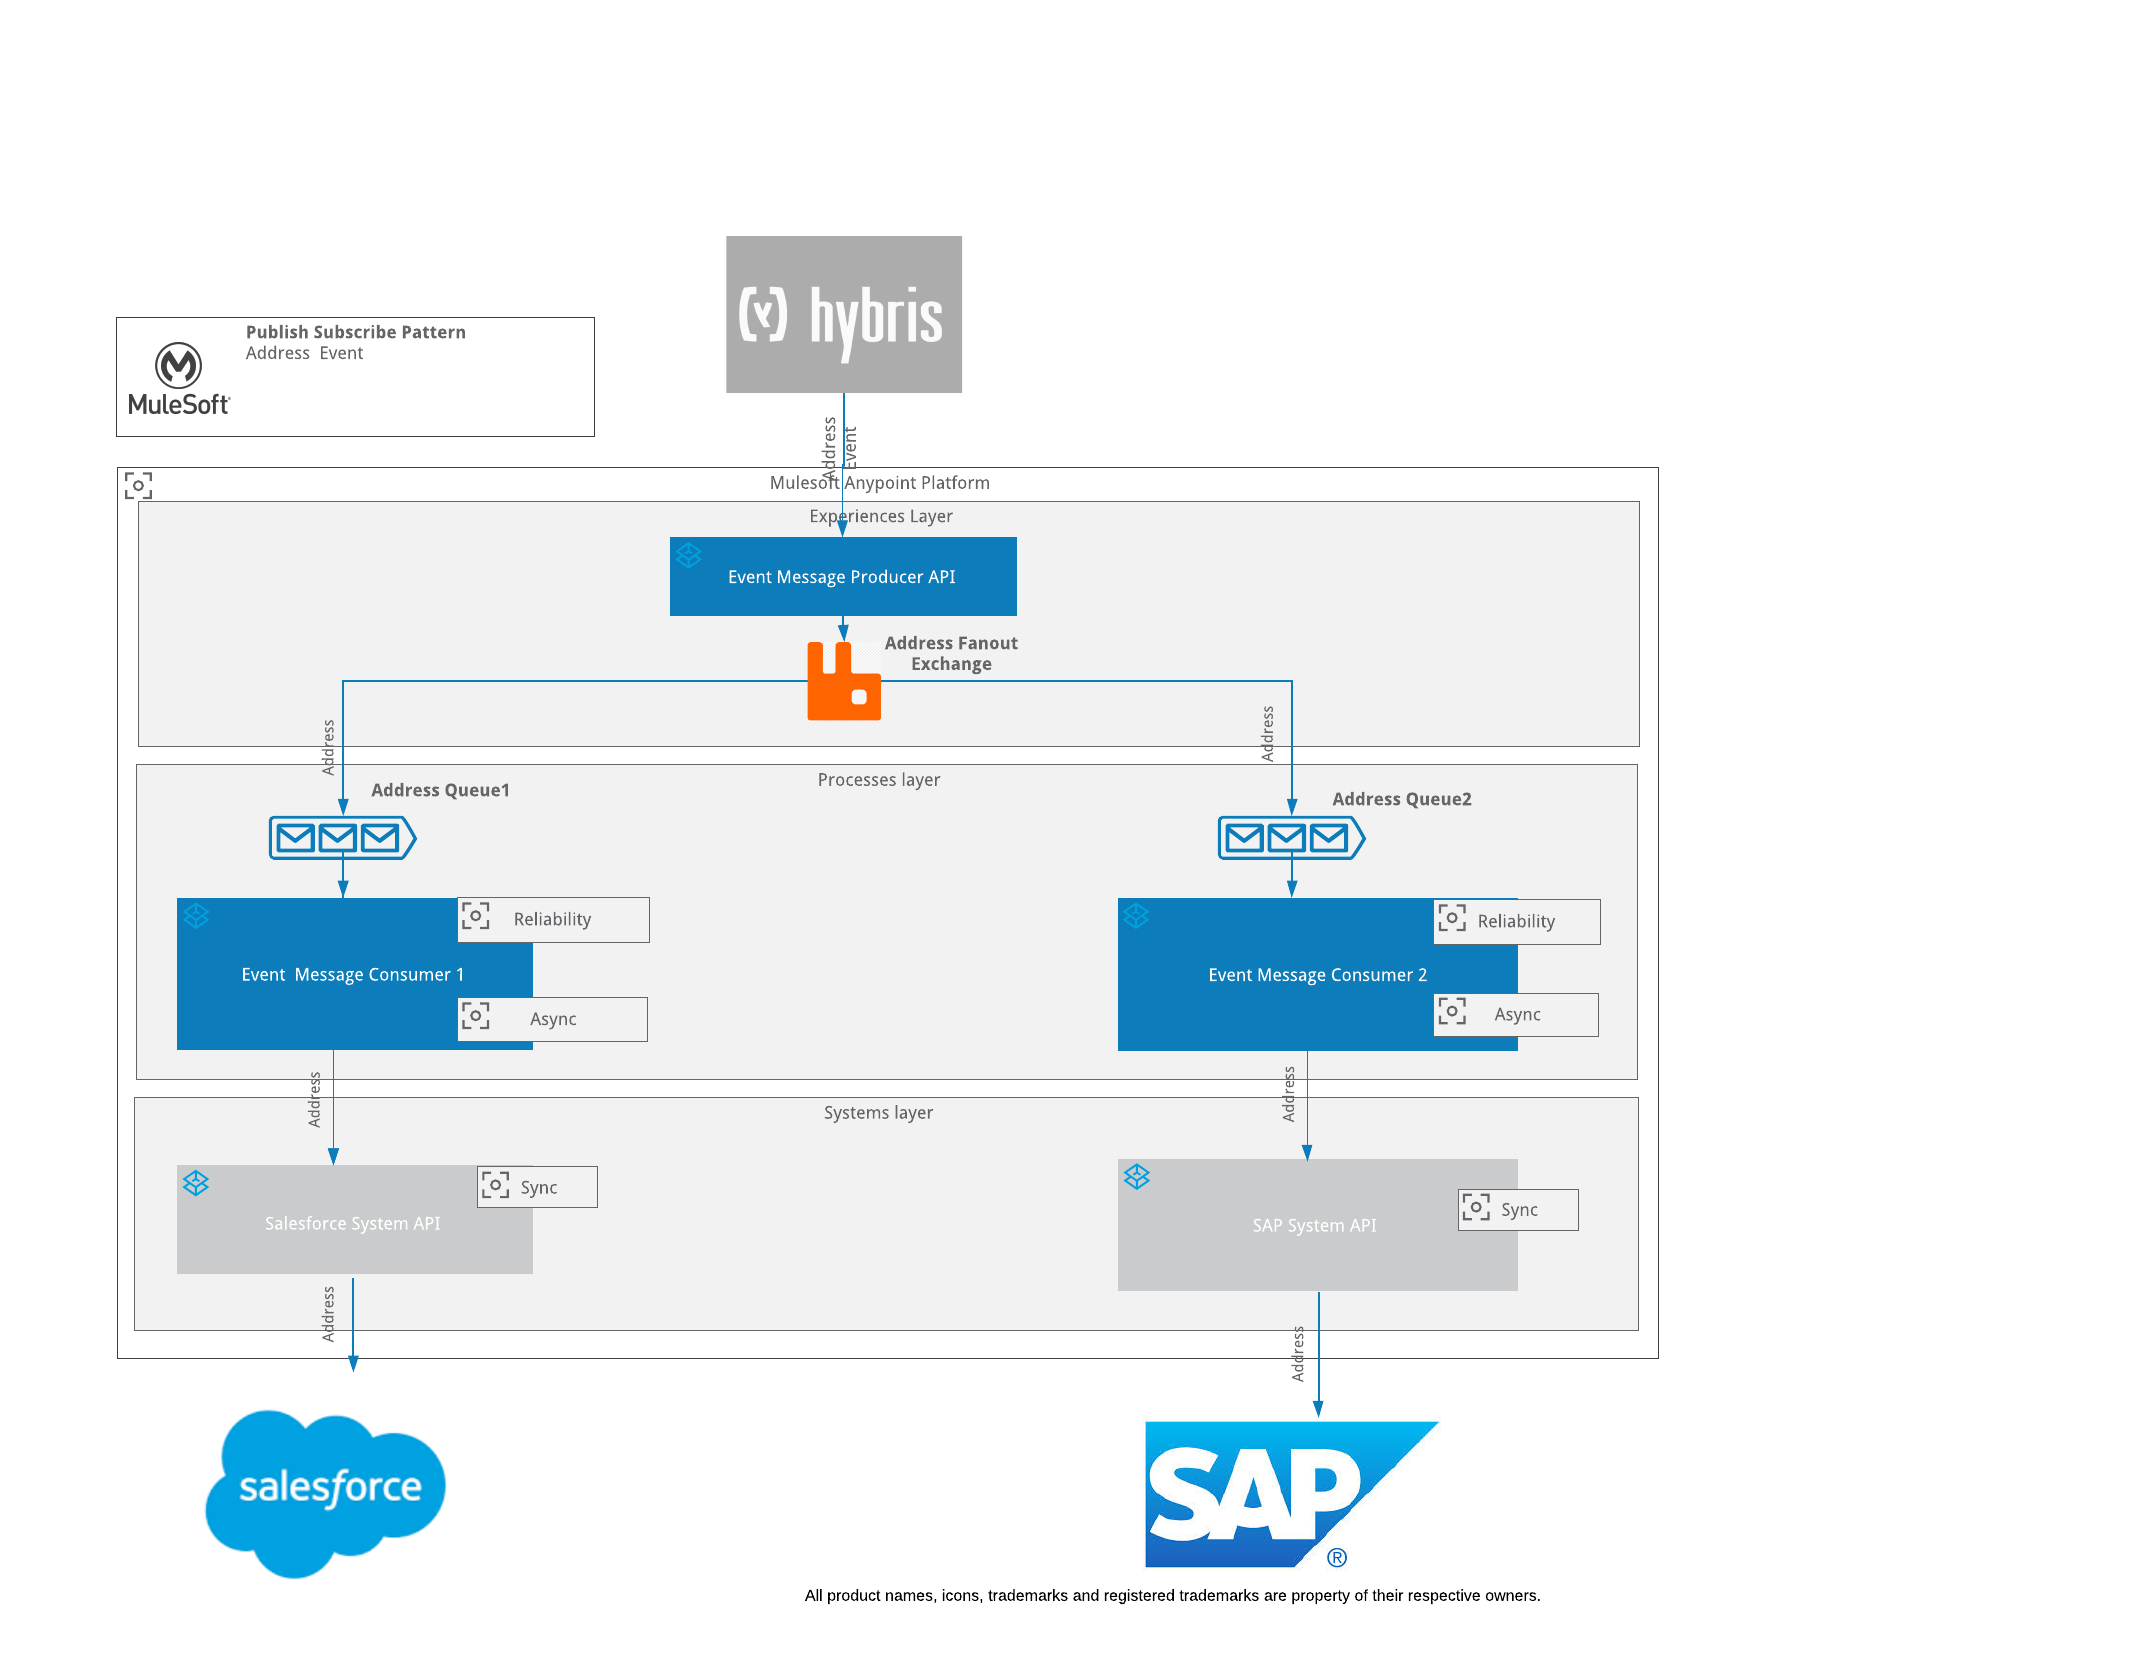 hybris
Publish Subscribe Pattern
Address  Event
MuleSoft
Address
Event
Mulesoft Anypoint Platform
Experiences Layer
Event Message Producer API
Address Fanout
Exchange
Address
Address
Processes layer
Address Queue1
Address Queue2
Reliability
Reliability
Event  Message Consumer 1
Event Message Consumer 2
Async
Async
Address
Address
Systems layer
Sync
Sync
Salesforce System API
SAP System API
Address
Address
salesforce
SAP
®
All product names, icons, trademarks and registered trademarks are property of their respective owners.